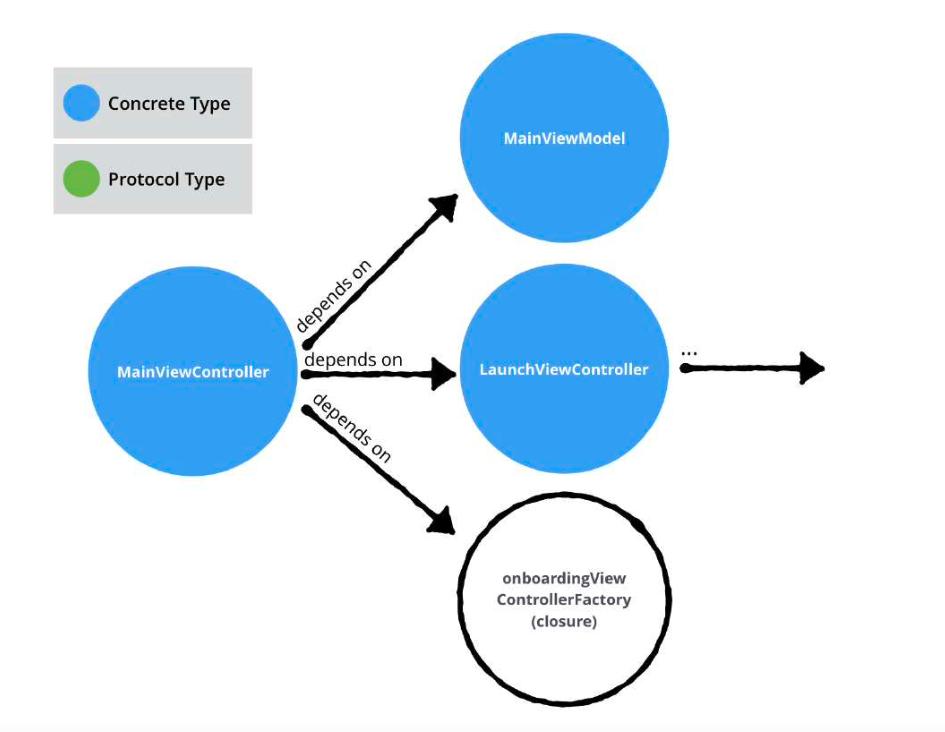 Concrete Type
Protocol Type
MainViewModel
depends on
MainViewController
depends on
LaunchViewController
...
depends on
onboardingView
ControllerFactory
(closure)